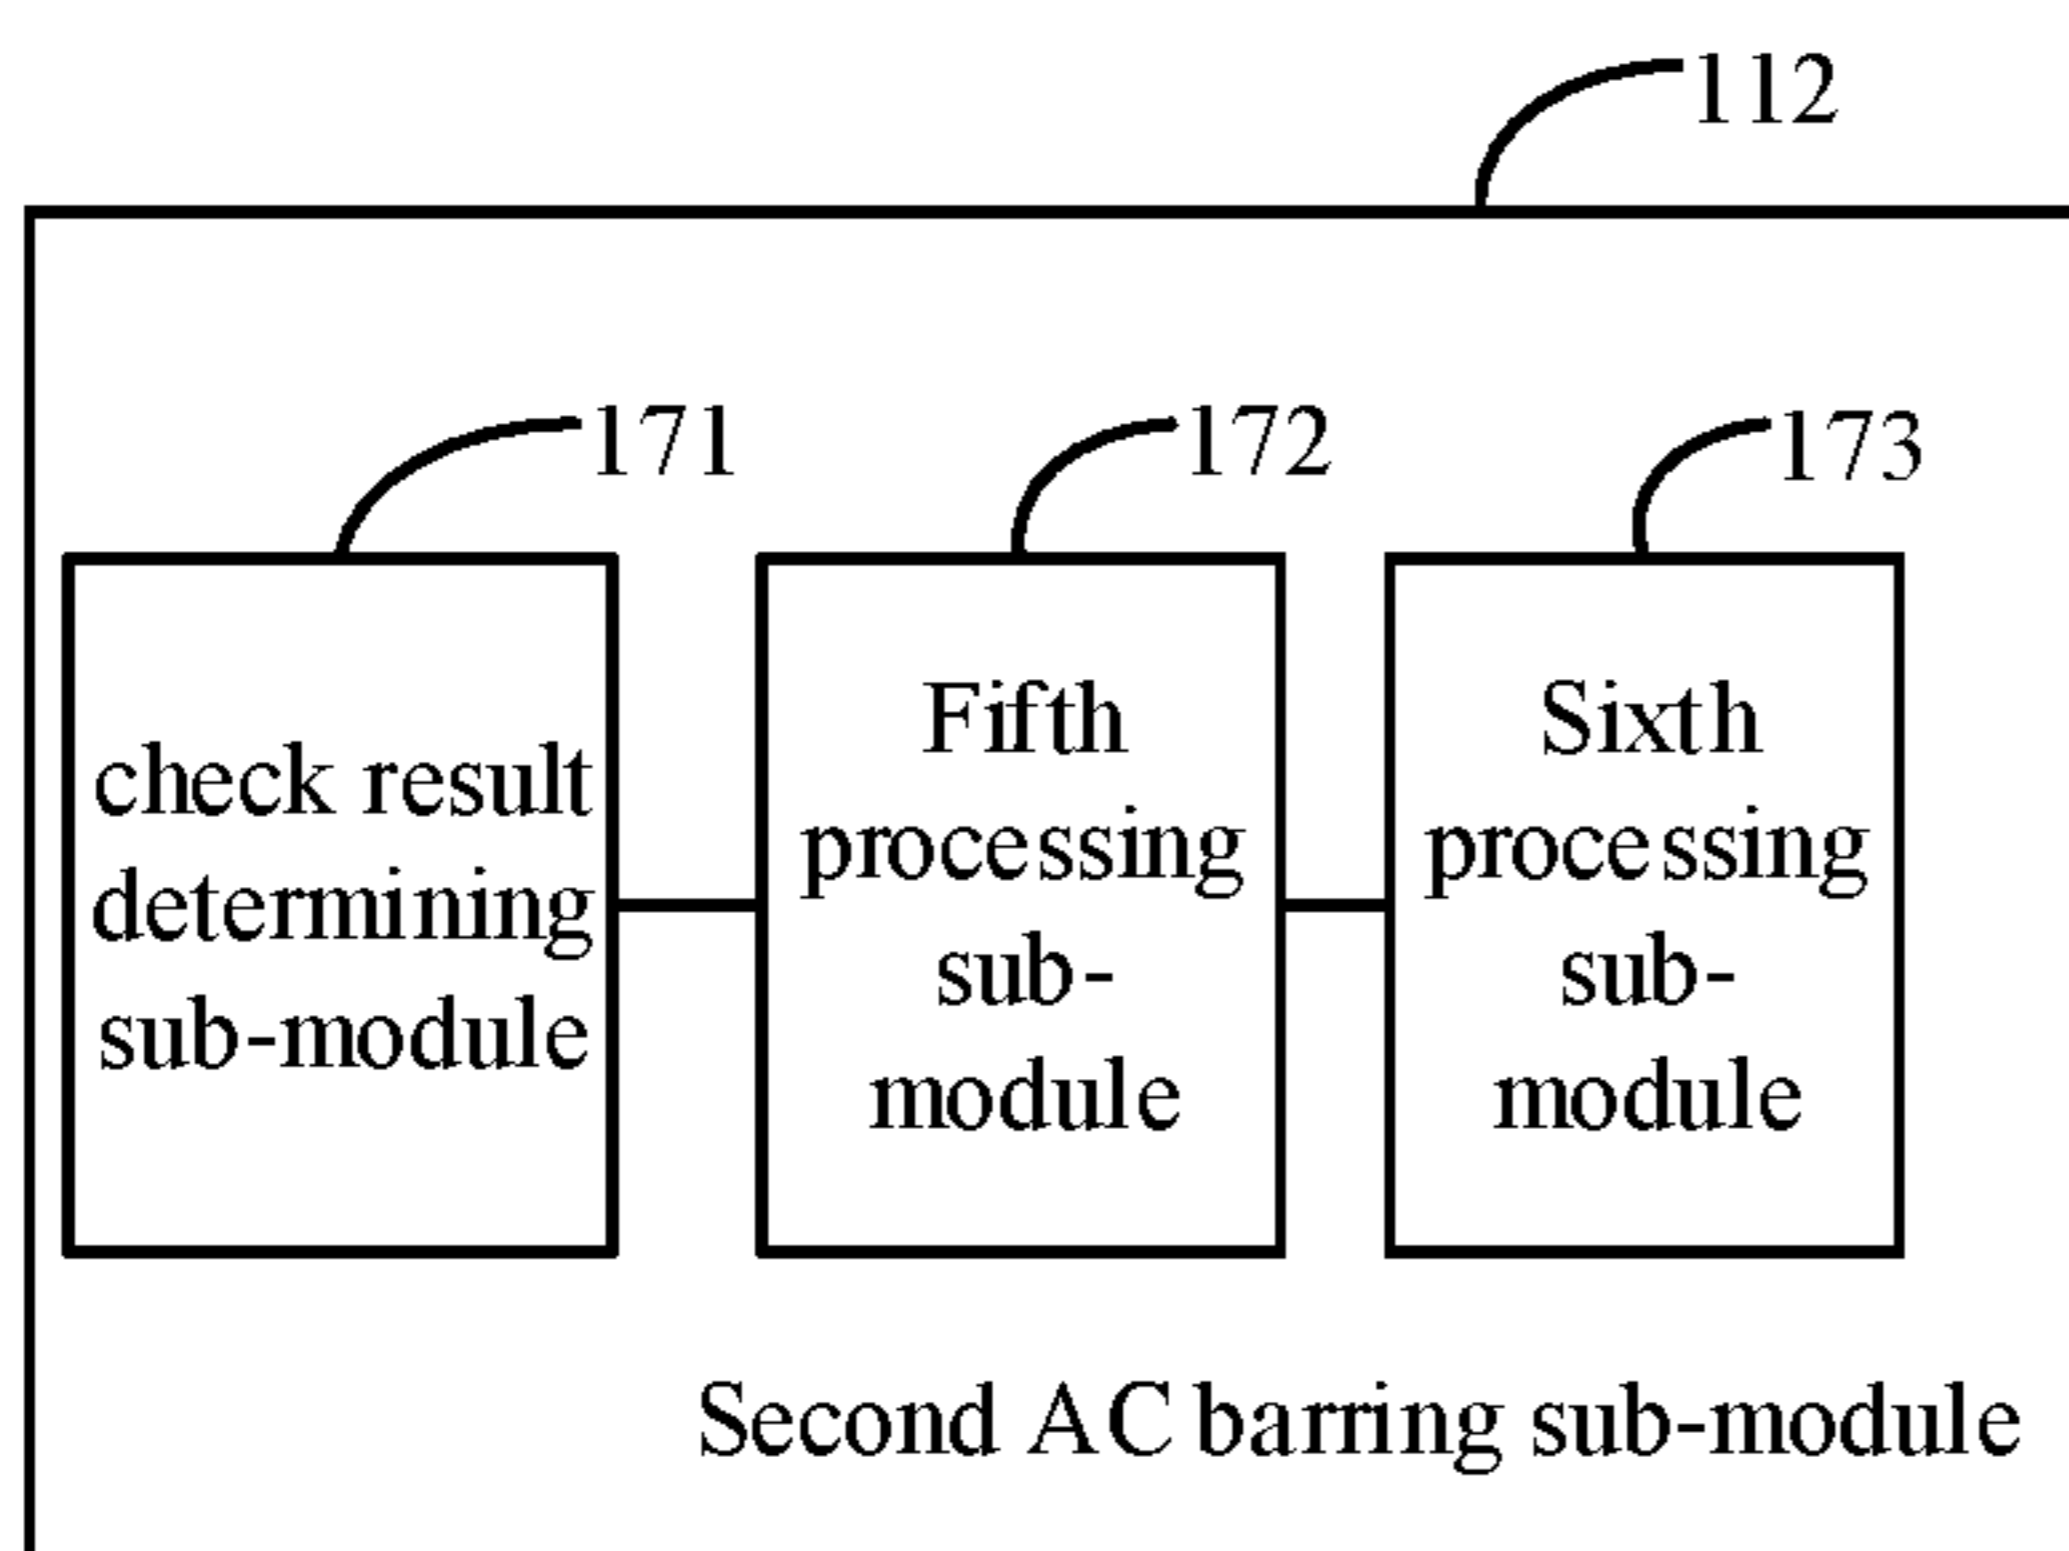 112
171
172
173
check result
determining
sub-module
Fifth
processing
sub-
module
Sixth
processing
sub-
module
Second AC barring sub-module